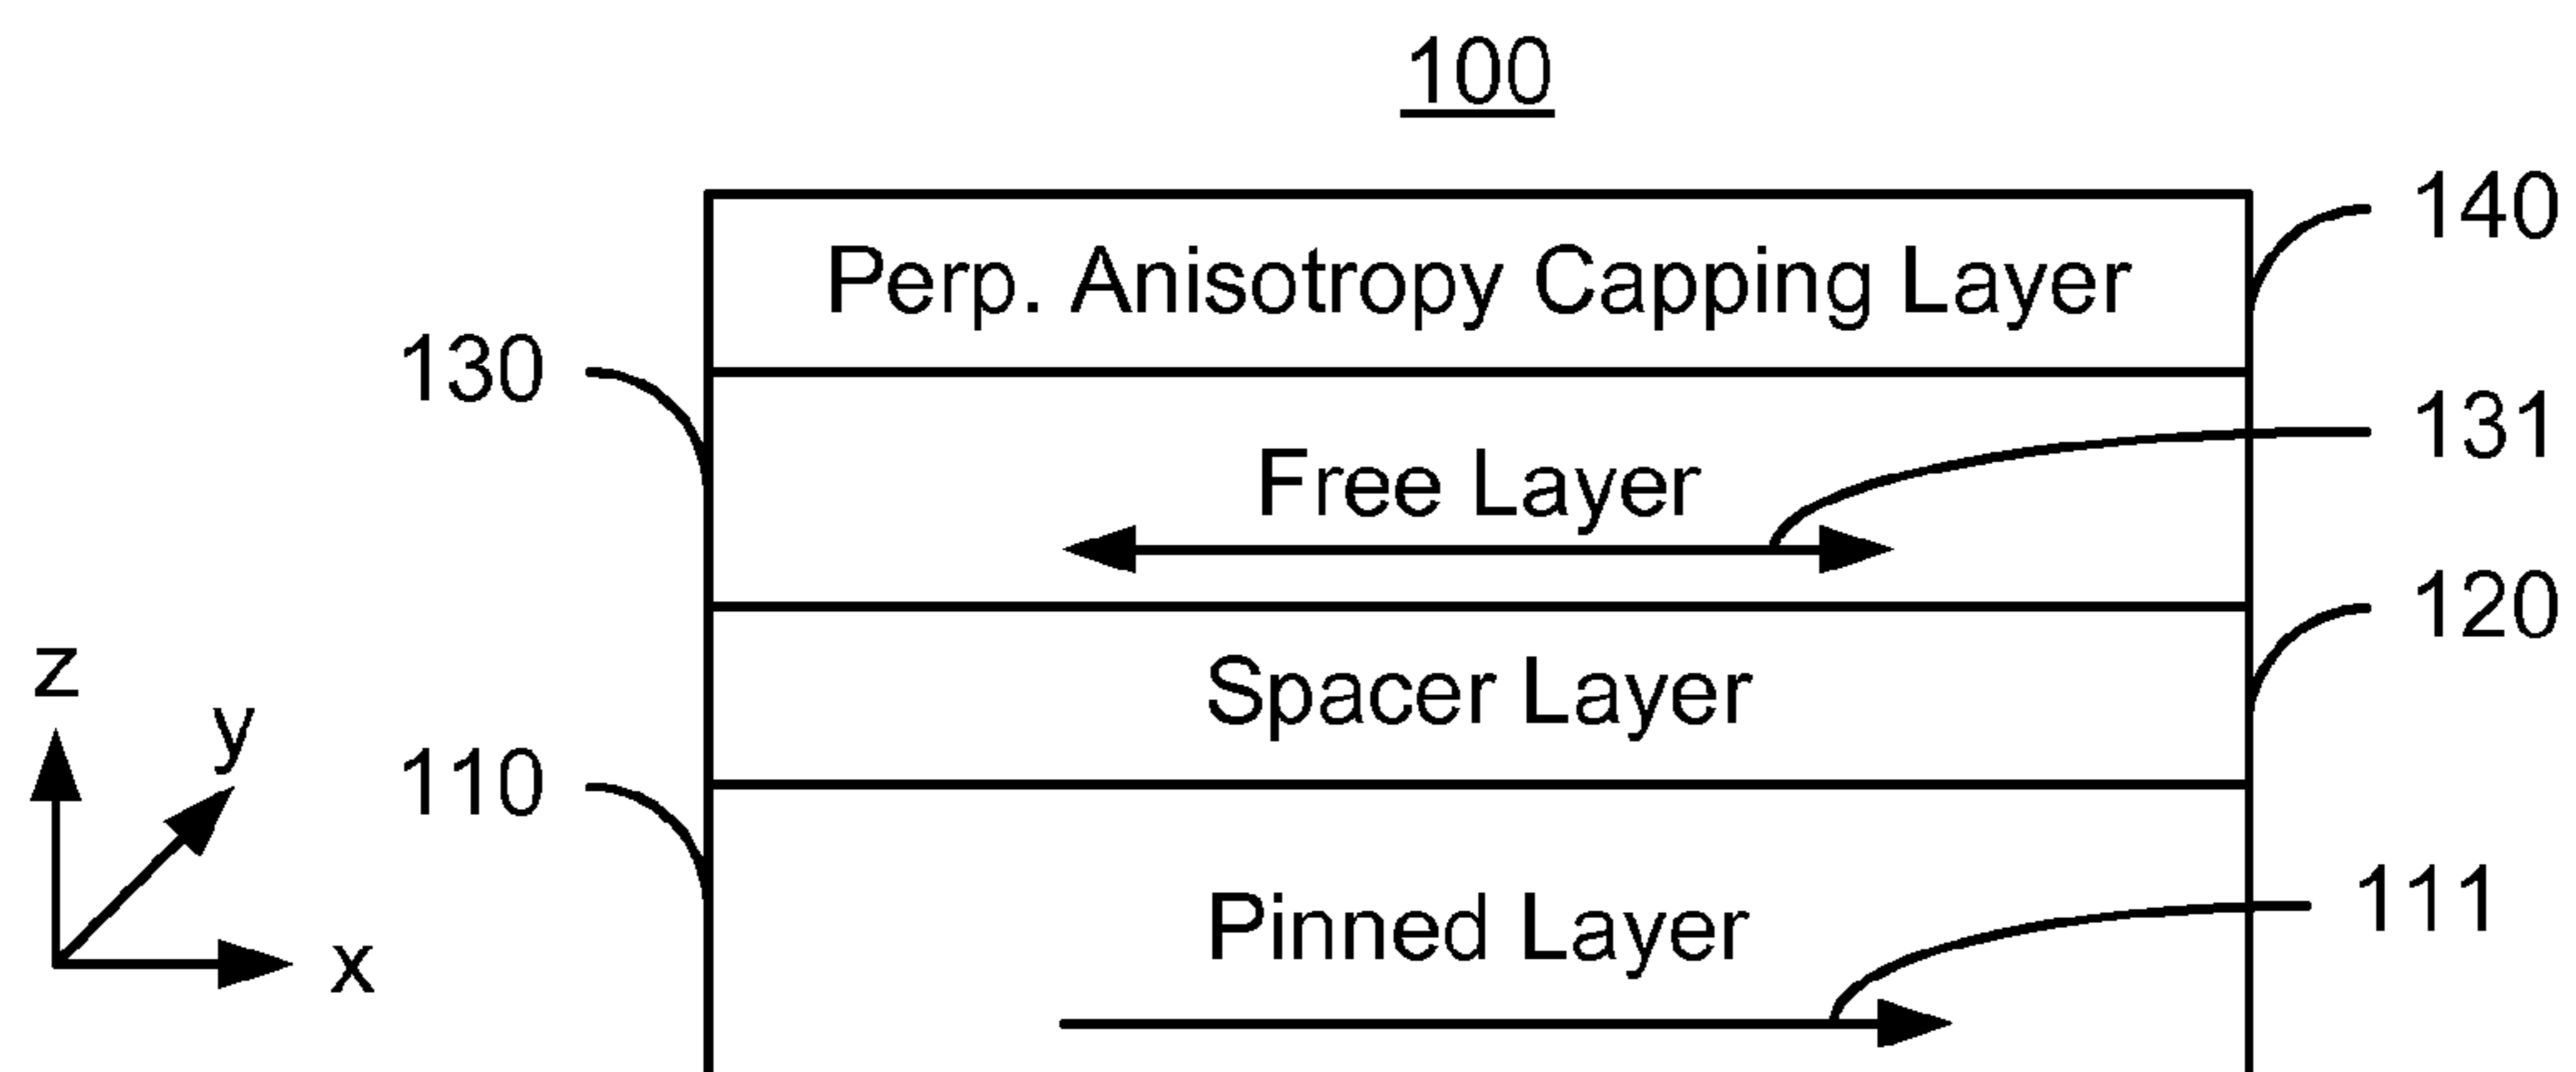 100
140
Perp. Anisotropy Capping Layer
130
131
Free Layer
120
z
Spacer Layer
y
110
111
Pinned Layer
x